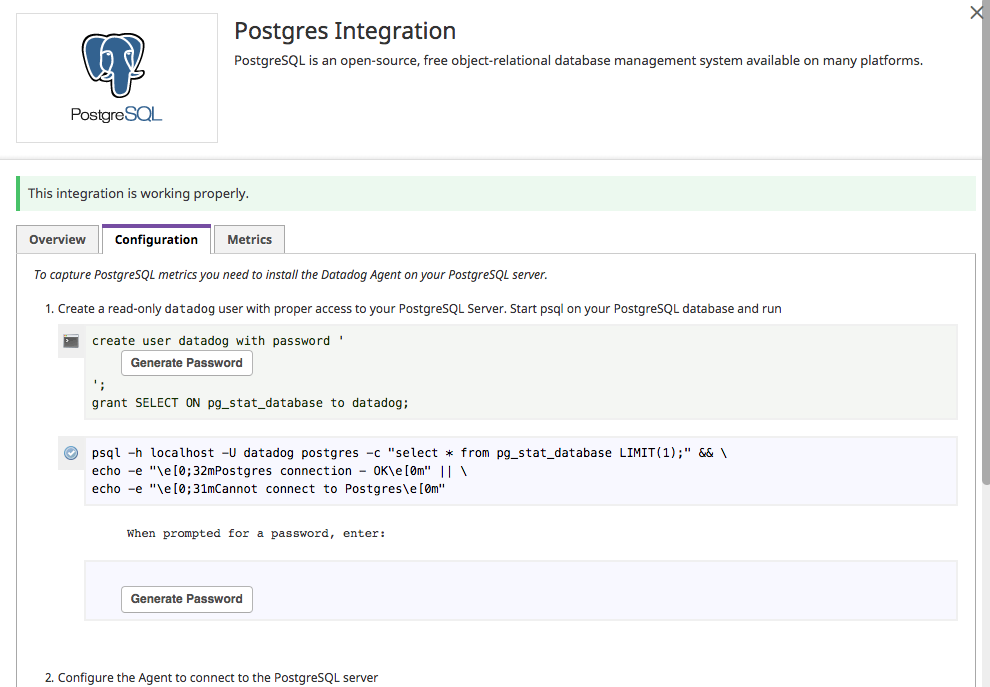 PostgreSQL
Postgres Integration
PostgreSQL is an open-source, free object-relational database management system available on many platforms.
This integration is working properly.
Overview
Configuration
Metrics
To capture PostgreSQL metrics you need to install the Datadog Agent on your PostgreSQL server.
1. Create a read-only datadog user with proper access to your PostgreSQL Server. Start psql on your PostgreSQL database and run
create user datadog with password '
Generate Password
';
grant SELECT ON pg_stat_database to datadog;
psql -h localhost -U datadog postgres -c "select * from pg_stat_database LIMIT(1);" && \
echo -e "\e[0;32mPostgres connection - OK\e[0m" || \
echo -e "\e[0;31mCannot connect to Postgres\e[0m"
When prompted for a password, enter:
Generate Password
2. Configure the Agent to connect to the PostgreSQL server